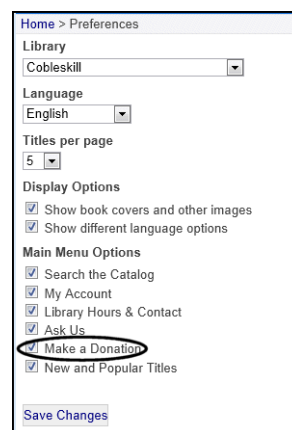 Home > Preferences
Library
Cobleskill
Language
English
Titles per page
5
Display Options
Show book covers and other images
Show different language options
Main Menu Options
Search the Catalog
My Account
Library Hours & Contact
Ask Us
Make a Donation
New and Popular Titles
Save Changes